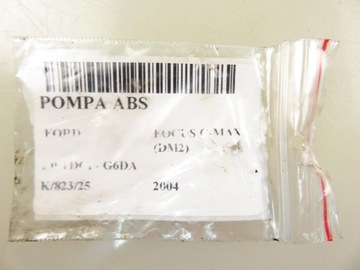 POMPA ABS
FORD FOCUS C-MAX
(DM2)
- G6DA
K/823/25 2004